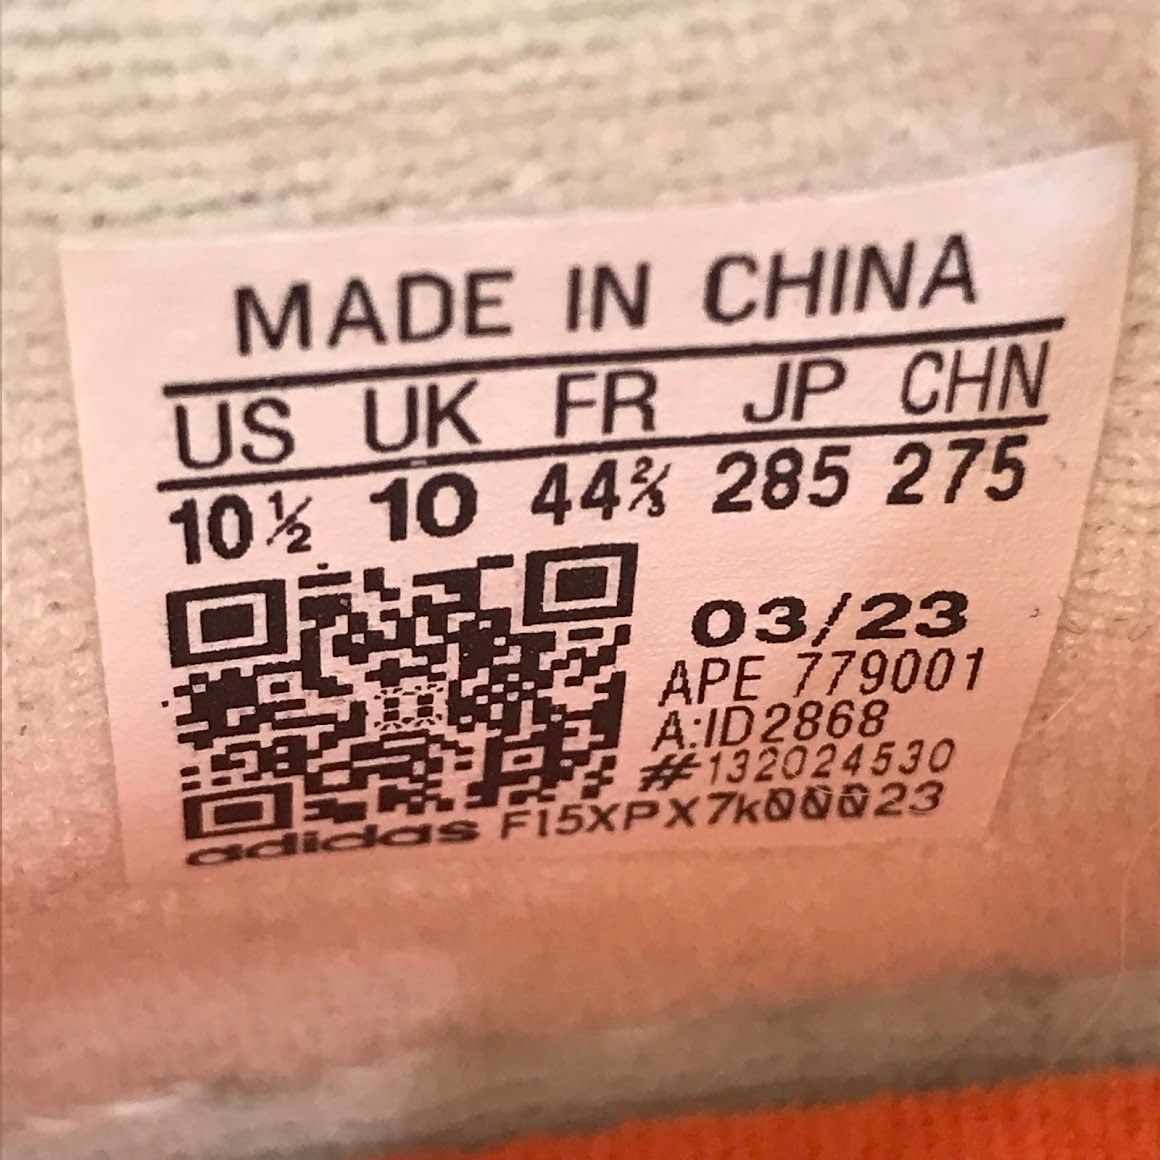 MADE IN CHINA
US UK FR JP CHN
10½ 10 44⅔ 285 275
03/23
APE 779001
A:ID2868
#132024530
adidas F15XPX7k00023